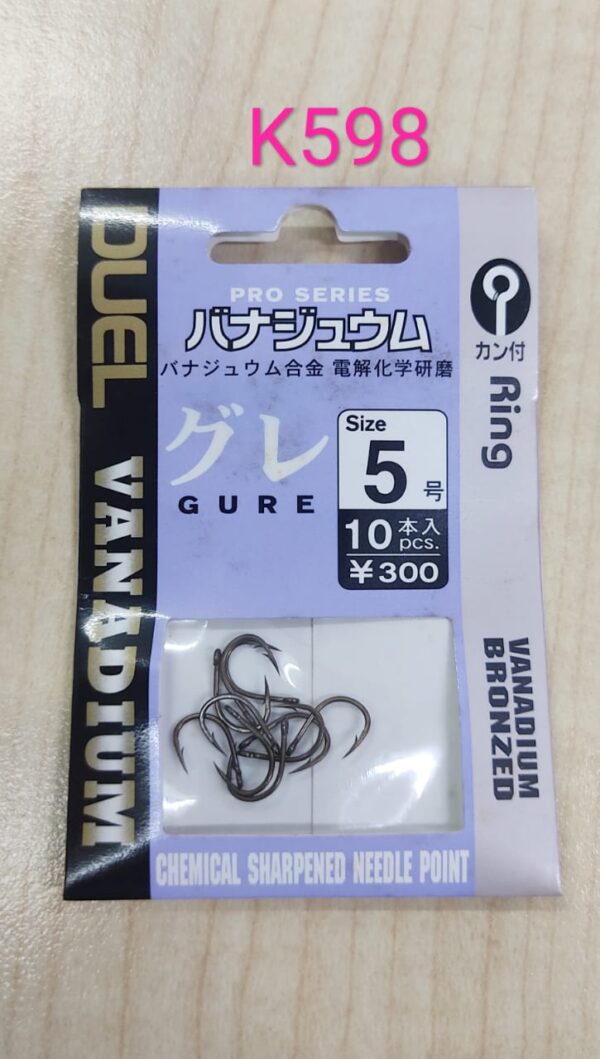 K598
DUEL VANADIUM
PRO SERIES
バナジュウム
バナジュウム合金 電解化学研磨
グレ
GURE
Size
5号
10本入
pcs.
¥300
カン付
Ring
VANADIUM
BRONZED
CHEMICAL SHARPENED NEEDLE POINT